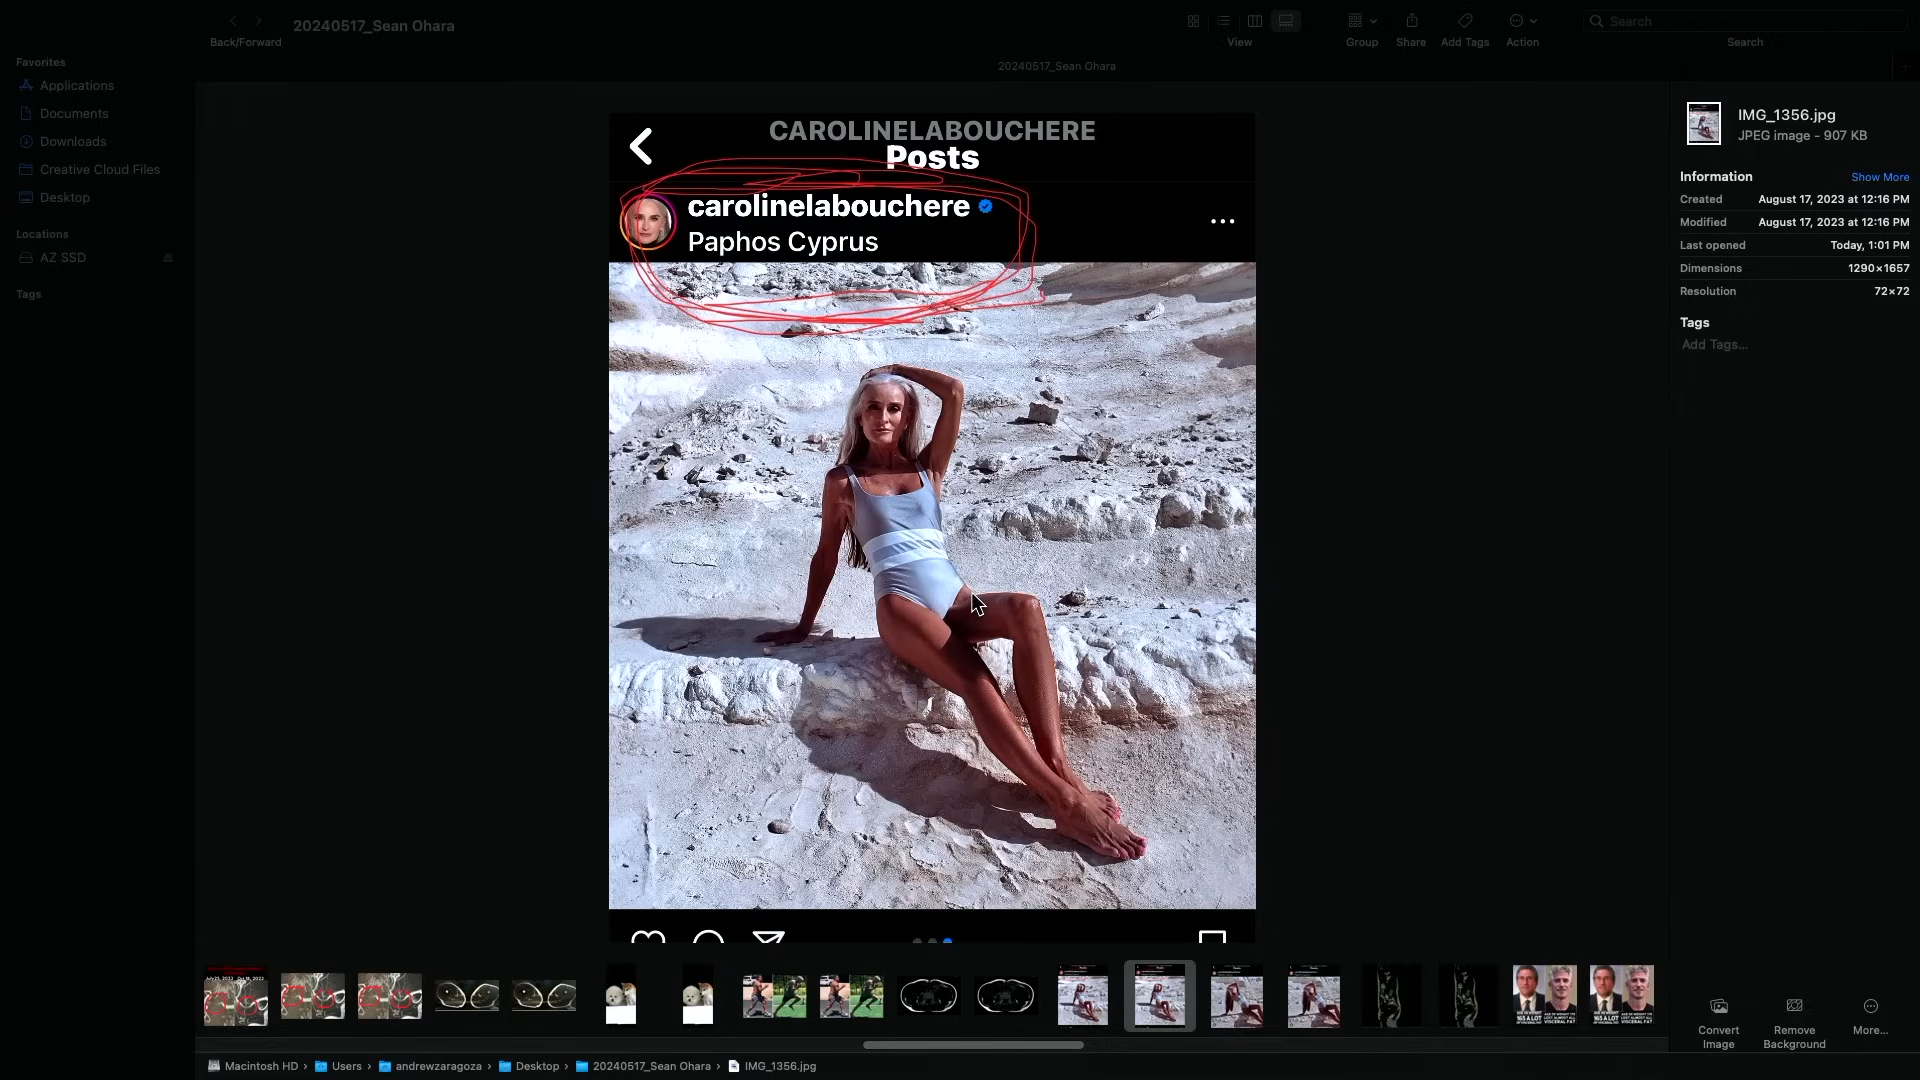 20240517_Sean Ohara
Back/Forward
View
Group
Share
Add Tags
Action
Search
Search
20240517_Sean Ohara
Favorites
Applications
Documents
Downloads
Creative Cloud Files
Desktop
Locations
AZ SSD
Tags
CAROLINELABOUCHERE
Posts
carolinelabouchere
Paphos Cyprus
IMG_1356.jpg
JPEG image - 907 KB
Information
Show More
Created August 17, 2023 at 12:16 PM
Modified August 17, 2023 at 12:16 PM
Last opened Today, 1:01 PM
Dimensions 1290×1657
Resolution 72×72
Tags
Add Tags...
Convert Image
Remove Background
More...
Macintosh HD › Users › andrewzaragoza › Desktop › 20240517_Sean Ohara › IMG_1356.jpg